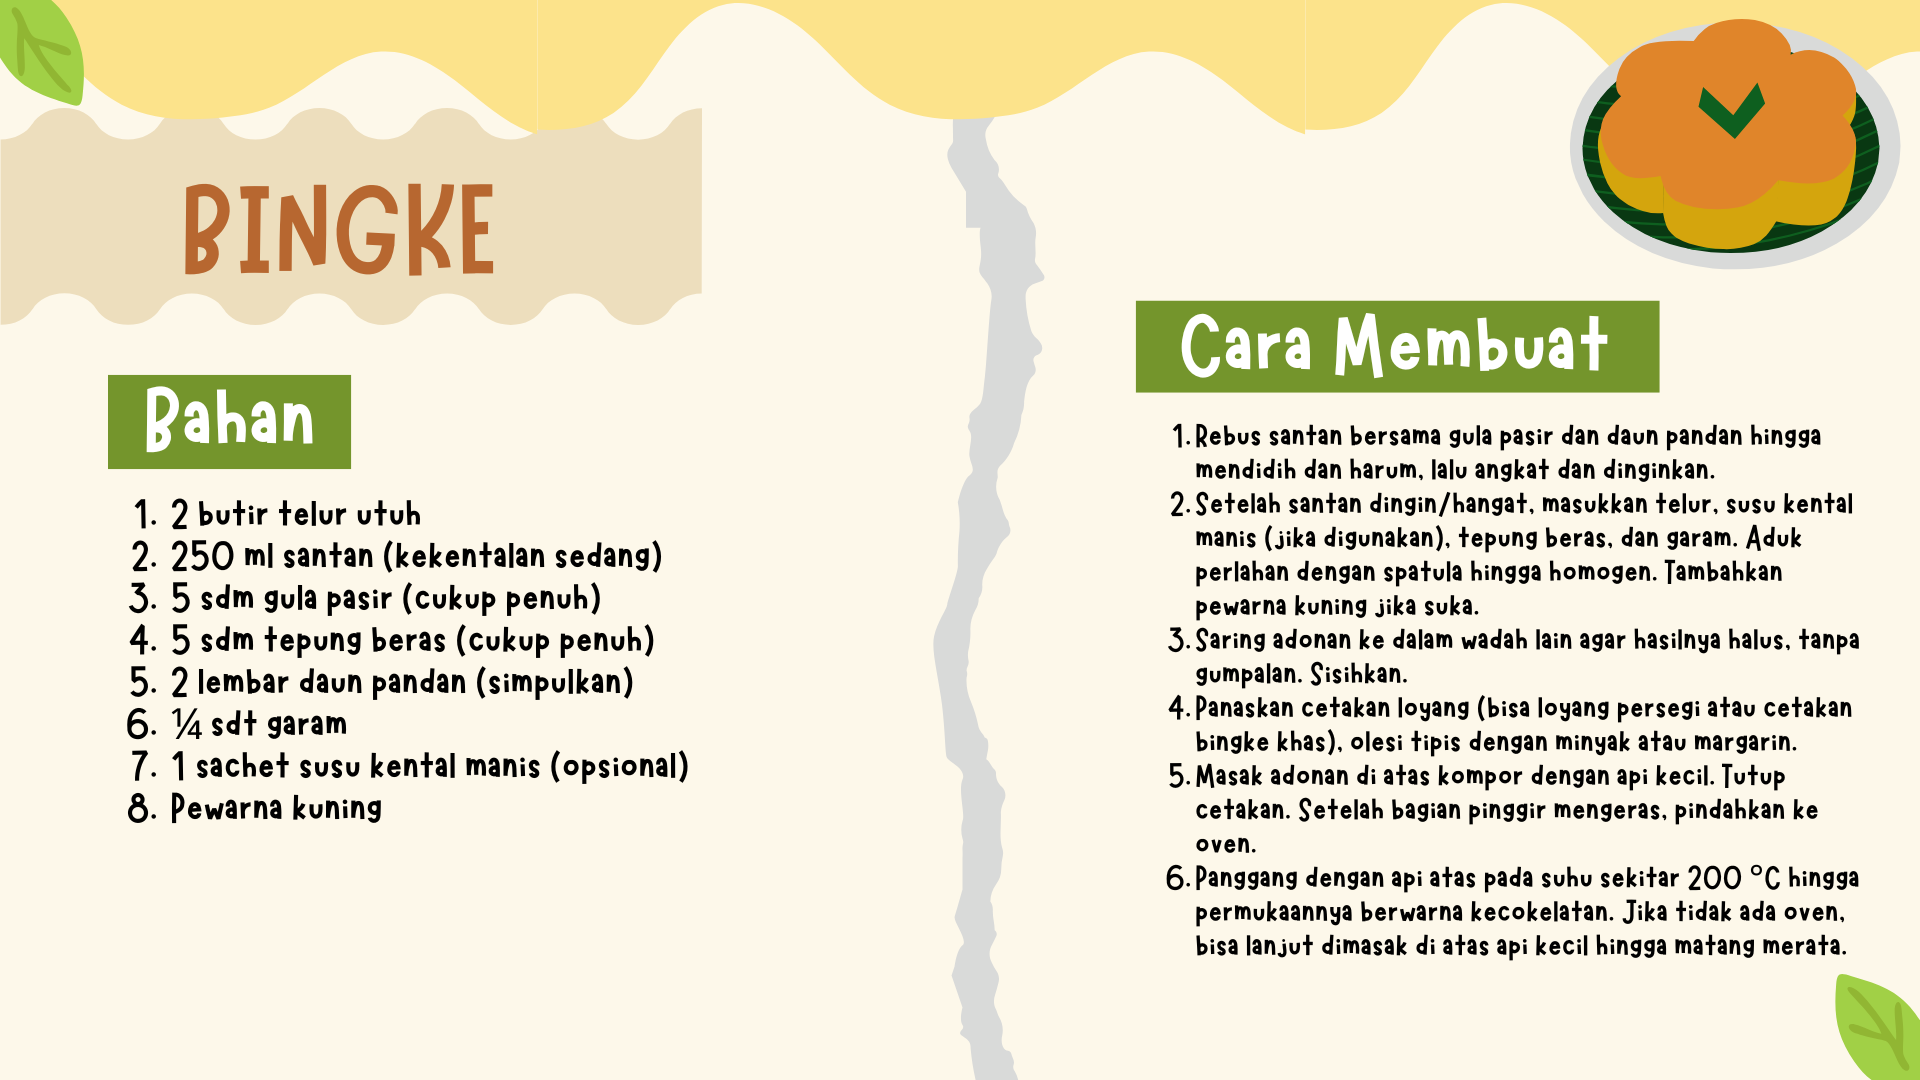 BINGKE
Bahan
1. 2 butir telur utuh
2. 250 ml santan (kekentalan sedang)
3. 5 sdm gula pasir (cukup penuh)
4. 5 sdm tepung beras (cukup penuh)
5. 2 lembar daun pandan (simpulkan)
6. ¼ sdt garam
7. 1 sachet susu kental manis (opsional)
8. Pewarna kuning
Cara Membuat
1. Rebus santan bersama gula pasir dan daun pandan hingga
mendidih dan harum, lalu angkat dan dinginkan.
2. Setelah santan dingin/hangat, masukkan telur, susu kental
manis (jika digunakan), tepung beras, dan garam. Aduk
perlahan dengan spatula hingga homogen. Tambahkan
pewarna kuning jika suka.
3. Saring adonan ke dalam wadah lain agar hasilnya halus, tanpa
gumpalan. Sisihkan.
4. Panaskan cetakan loyang (bisa loyang persegi atau cetakan
bingke khas), olesi tipis dengan minyak atau margarin.
5. Masak adonan di atas kompor dengan api kecil. Tutup
cetakan. Setelah bagian pinggir mengeras, pindahkan ke
oven.
6. Panggang dengan api atas pada suhu sekitar 200 °C hingga
permukaannya berwarna kecokelatan. Jika tidak ada oven,
bisa lanjut dimasak di atas api kecil hingga matang merata.